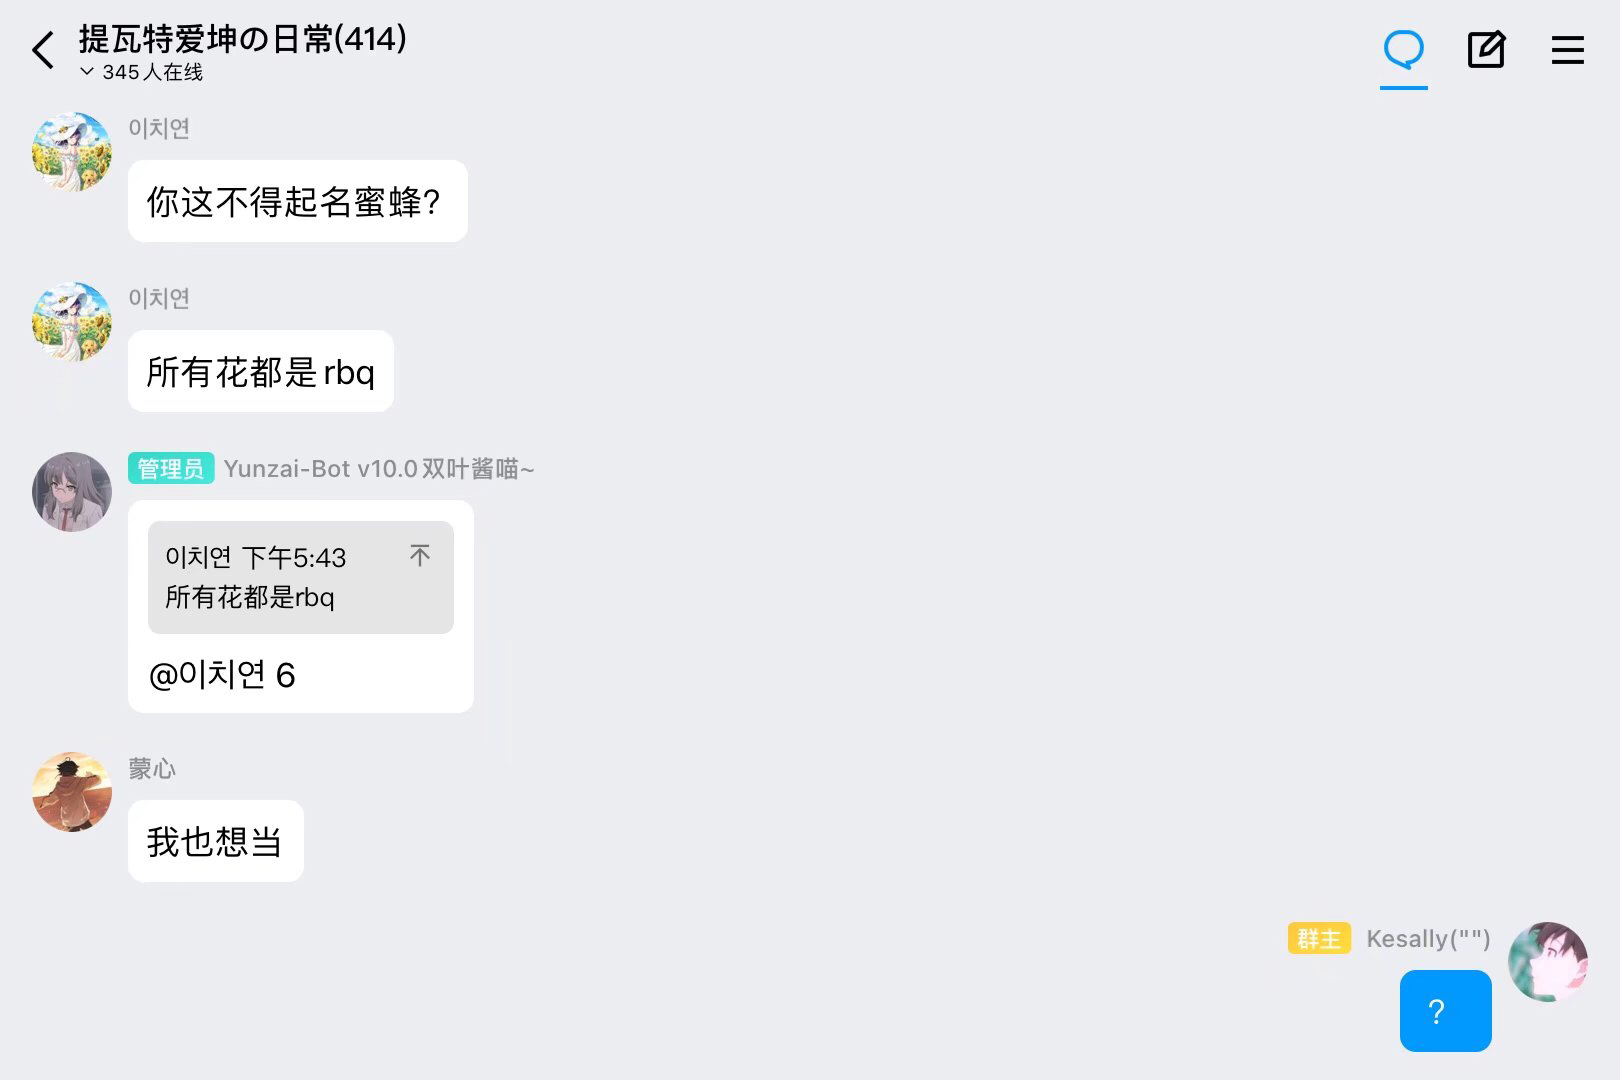 提瓦特爱坤の日常(414)
345人在线
이치연
你这不得起名蜜蜂?
이치연
所有花都是rbq
管理员 Yunzai-Bot v10.0双叶酱喵~
이치연 下午5:43
所有花都是rbq
@이치연 6
蒙心
我也想当
群主 Kesally("")
?